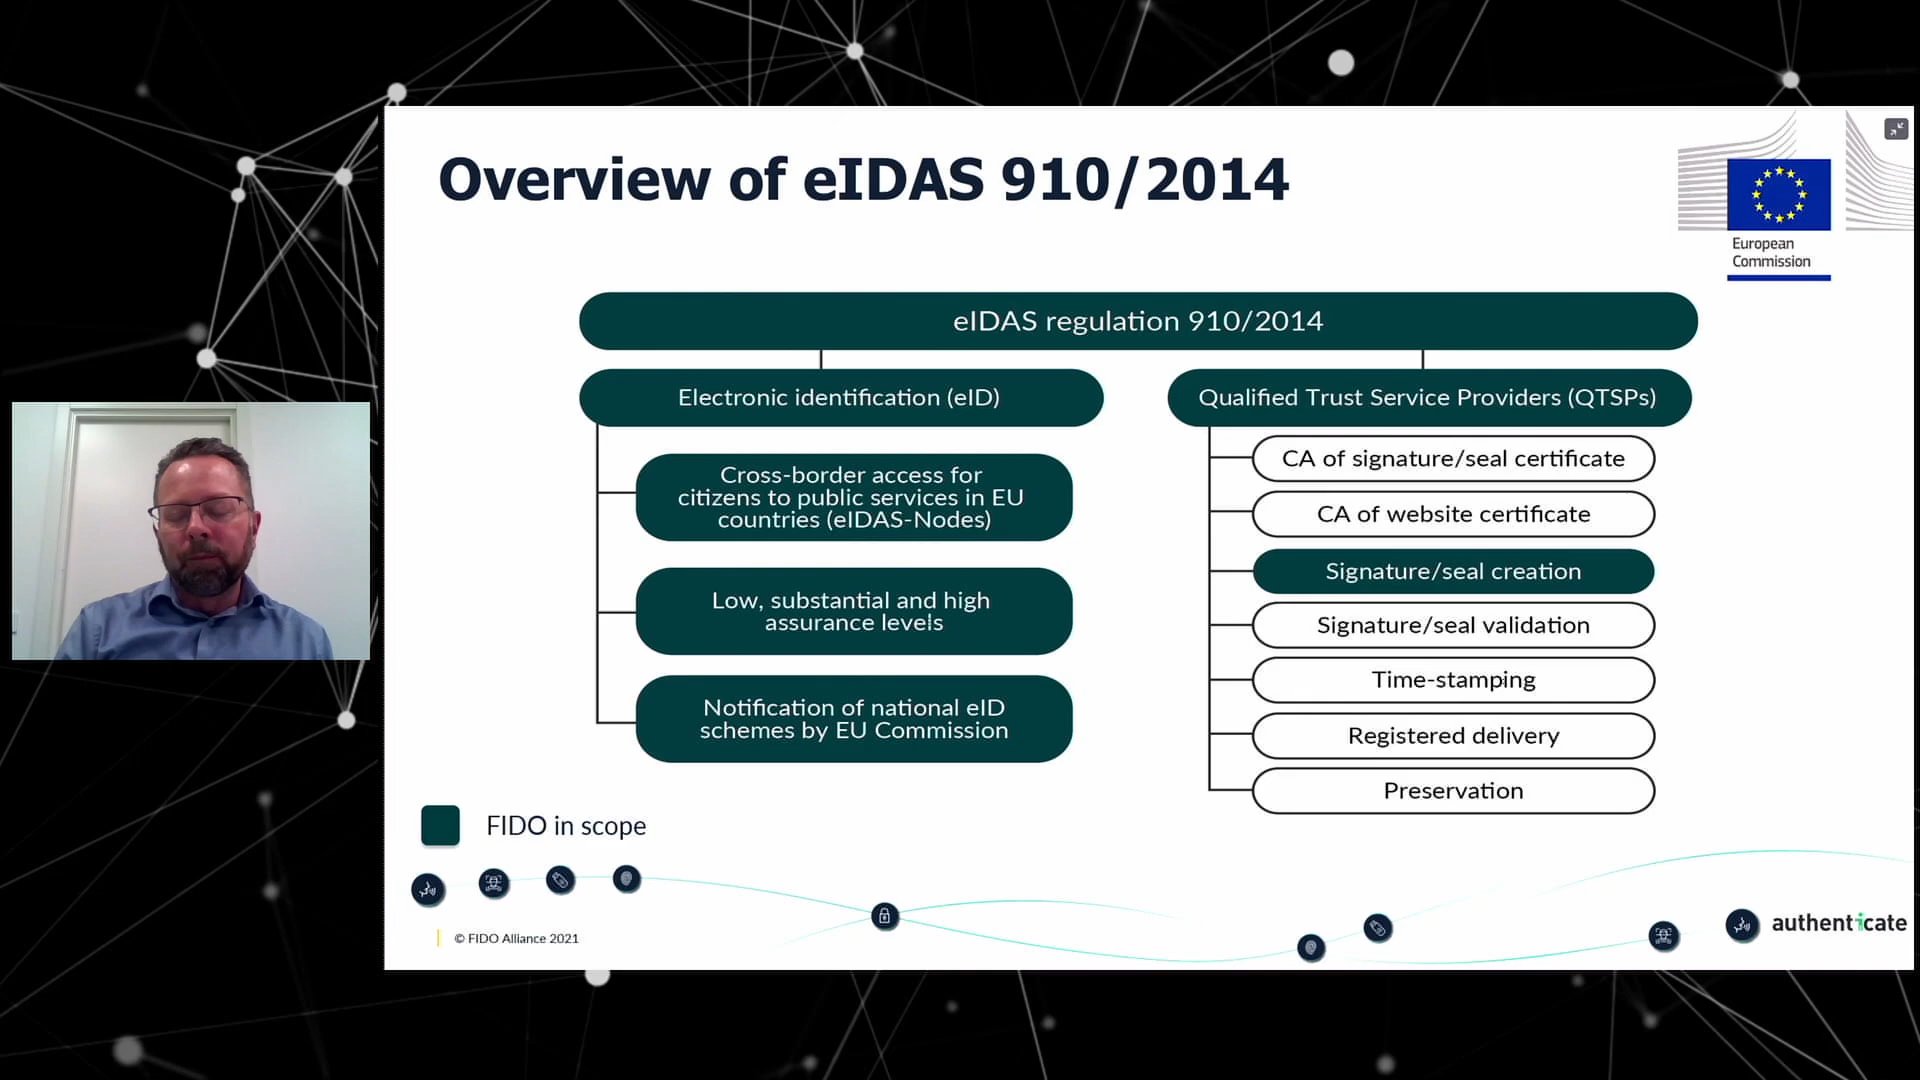 Overview of eIDAS 910/2014
European
Commission
eIDAS regulation 910/2014
Electronic identification (eID)
Cross-border access for
citizens to public services in EU
countries (eIDAS-Nodes)
Low, substantial and high
assurance levels
Notification of national eID
schemes by EU Commission
Qualified Trust Service Providers (QTSPs)
CA of signature/seal certificate
CA of website certificate
Signature/seal creation
Signature/seal validation
Time-stamping
Registered delivery
Preservation
FIDO in scope
© FIDO Alliance 2021
authenticate